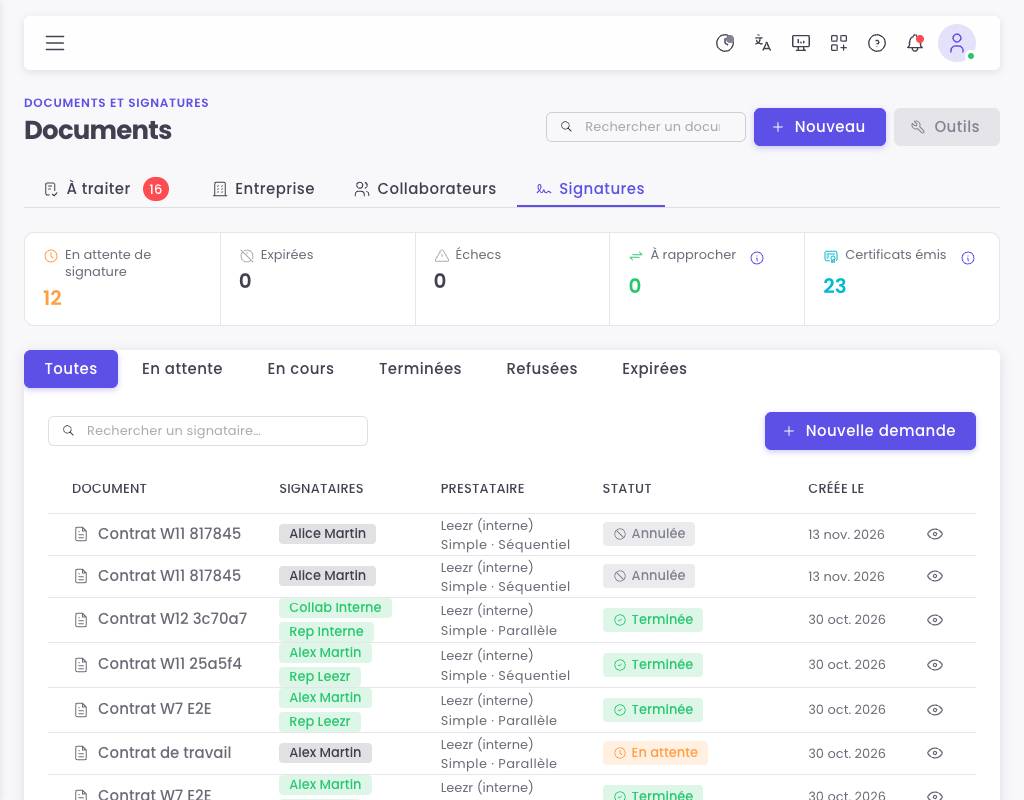 DOCUMENTS ET SIGNATURES
Documents
Rechercher un docu
Nouveau
Outils
À traiter 16
Entreprise
Collaborateurs
Signatures
En attente de
signature
12
Expirées
0
Échecs
0
À rapprocher
0
Certificats émis
23
Toutes
En attente
En cours
Terminées
Refusées
Expirées
Rechercher un signataire...
Nouvelle demande
DOCUMENT SIGNATAIRES PRESTATAIRE STATUT CRÉÉE LE
Contrat W11 817845
Alice Martin
Leezr (interne)
Simple · Séquentiel
Annulée
13 nov. 2026
Contrat W11 817845
Alice Martin
Leezr (interne)
Simple · Séquentiel
Annulée
13 nov. 2026
Contrat W12 3c70a7
Collab Interne
Rep Interne
Leezr (interne)
Simple · Parallèle
Terminée
30 oct. 2026
Contrat W11 25a5f4
Alex Martin
Rep Leezr
Leezr (interne)
Simple · Séquentiel
Terminée
30 oct. 2026
Contrat W7 E2E
Alex Martin
Rep Leezr
Leezr (interne)
Simple · Parallèle
Terminée
30 oct. 2026
Contrat de travail
Alex Martin
Leezr (interne)
Simple · Parallèle
En attente
30 oct. 2026
Contrat W7 E2E
Alex Martin
Leezr (interne)
Terminée
30 oct. 2026